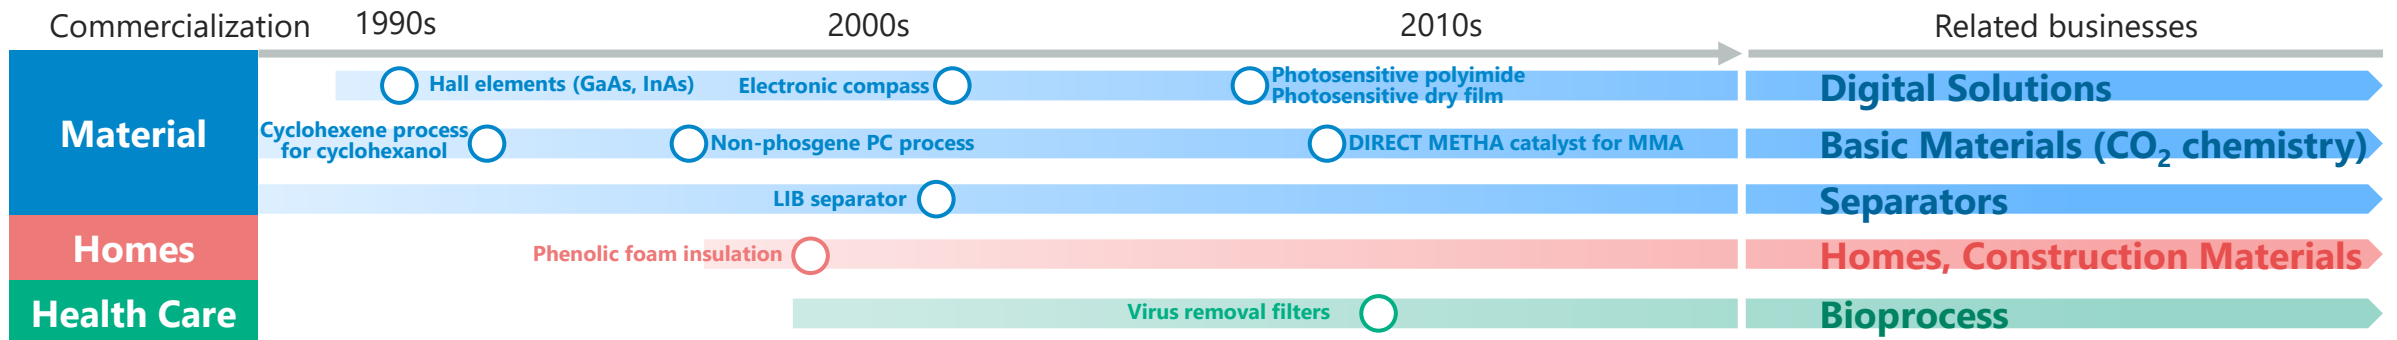 Commercialization 1990s 2000s 2010s Related businesses
Material
Hall elements (GaAs, InAs) Electronic compass Photosensitive polyimide
Photosensitive dry film
Digital Solutions
Cyclohexene process
for cyclohexanol
Non-phosgene PC process DIRECT METHA catalyst for MMA Basic Materials (CO₂ chemistry)
LIB separator Separators
Homes Phenolic foam insulation Homes, Construction Materials
Health Care Virus removal filters Bioprocess